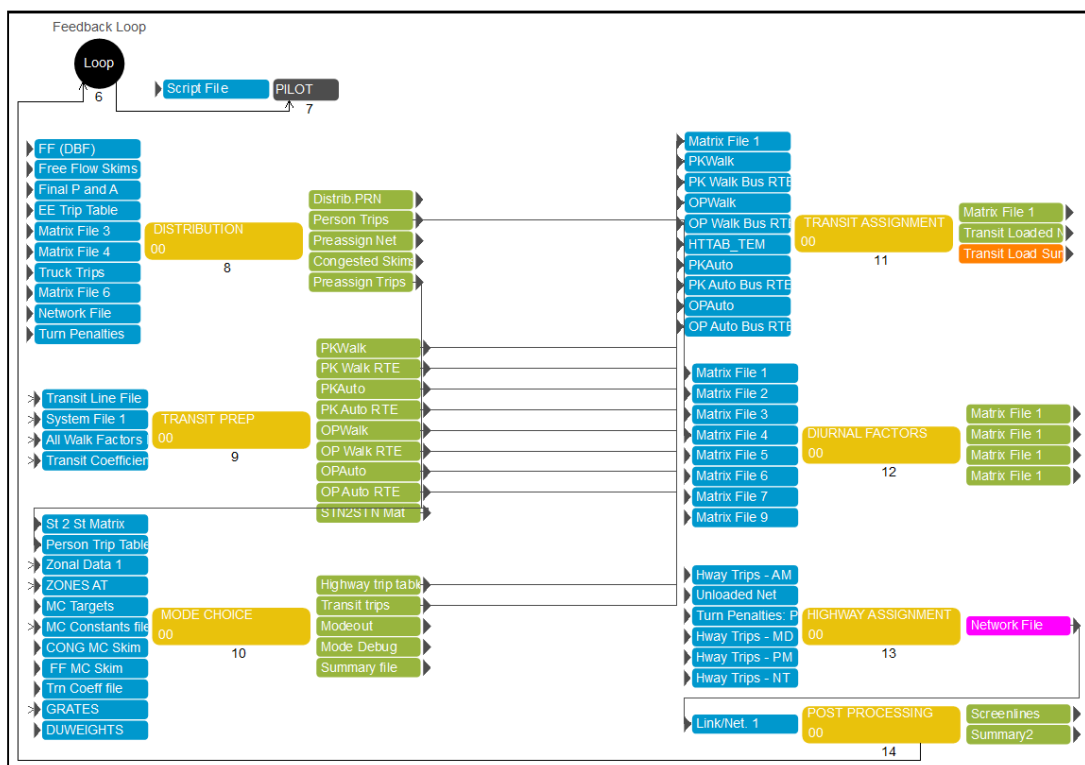 Feedback Loop
Loop
6
Script File
PILOT
7
FF (DBF)
Free Flow Skims
Final P and A
EE Trip Table
Matrix File 3
Matrix File 4
Truck Trips
Matrix File 6
Network File
Turn Penalties
DISTRIBUTION
00
8
Distrib.PRN
Person Trips
Preassign Net
Congested Skims
Preassign Trips
Transit Line File
System File 1
All Walk Factors
Transit Coefficien
TRANSIT PREP
00
9
PKWalk
PK Walk RTE
PKAuto
PK Auto RTE
OPWalk
OP Walk RTE
OPAuto
OP Auto RTE
STN2STN Mat
St 2 St Matrix
Person Trip Table
Zonal Data 1
ZONES AT
MC Targets
MC Constants file
CONG MC Skim
FF MC Skim
Trn Coeff file
GRATES
DUWEIGHTS
MODE CHOICE
00
10
Highway trip tabl
Transit trips
Modeout
Mode Debug
Summary file
Matrix File 1
PKWalk
PK Walk Bus RTE
OPWalk
OP Walk Bus RTE
HTTAB_TEM
PKAuto
PK Auto Bus RTE
OPAuto
OP Auto Bus RTE
TRANSIT ASSIGNMENT
00
11
Matrix File 1
Transit Loaded N
Transit Load Sum
Matrix File 1
Matrix File 2
Matrix File 3
Matrix File 4
Matrix File 5
Matrix File 6
Matrix File 7
Matrix File 9
DIURNAL FACTORS
00
12
Matrix File 1
Matrix File 1
Matrix File 1
Matrix File 1
Hway Trips - AM
Unloaded Net
Turn Penalties: P
Hway Trips - MD
Hway Trips - PM
Hway Trips - NT
HIGHWAY ASSIGNMENT
00
13
Network File
Link/Net. 1
POST PROCESSING
00
14
Screenlines
Summary2